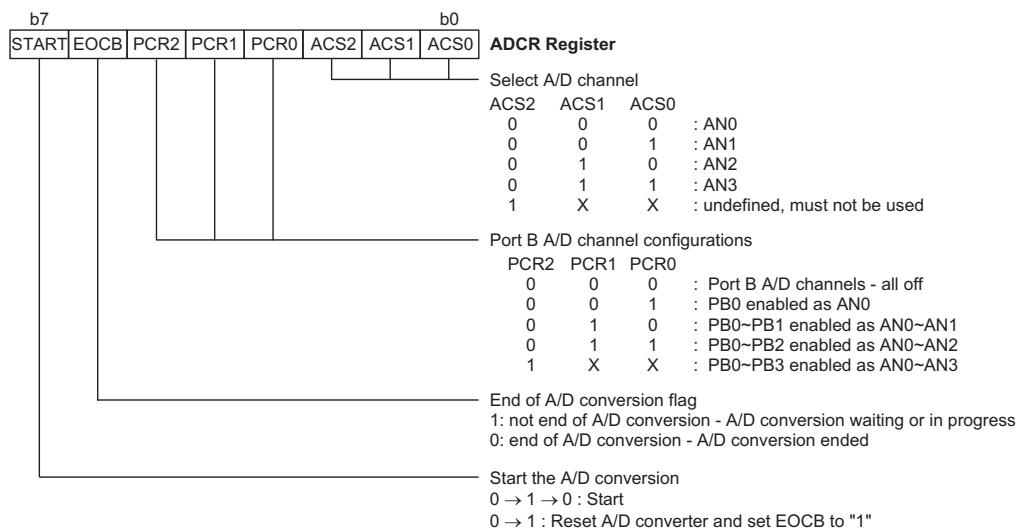 b7 b0
START EOCB PCR2 PCR1 PCR0 ACS2 ACS1 ACS0 ADCR Register
Select A/D channel
ACS2 ACS1 ACS0
0 0 0 : AN0
0 0 1 : AN1
0 1 0 : AN2
0 1 1 : AN3
1 X X : undefined, must not be used
Port B A/D channel configurations
PCR2 PCR1 PCR0
0 0 0 : Port B A/D channels - all off
0 0 1 : PB0 enabled as AN0
0 1 0 : PB0~PB1 enabled as AN0~AN1
0 1 1 : PB0~PB2 enabled as AN0~AN2
1 X X : PB0~PB3 enabled as AN0~AN3
End of A/D conversion flag
1: not end of A/D conversion - A/D conversion waiting or in progress
0: end of A/D conversion - A/D conversion ended
Start the A/D conversion
0 → 1 → 0 : Start
0 → 1 : Reset A/D converter and set EOCB to "1"